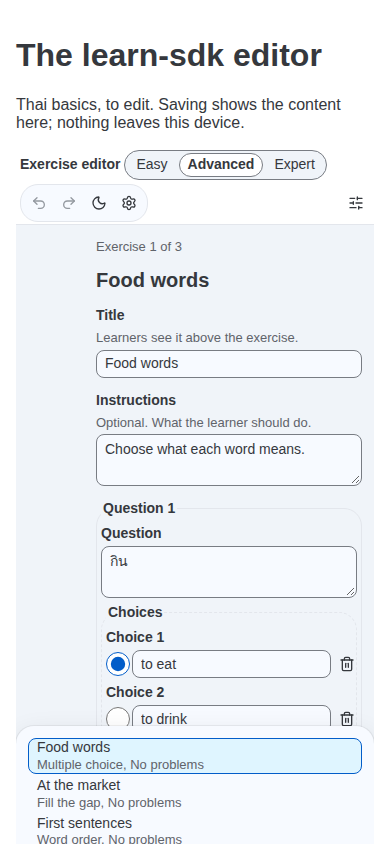 The learn-sdk editor
Thai basics, to edit. Saving shows the content
here; nothing leaves this device.
Exercise editor Easy Advanced Expert
Exercise 1 of 3
Food words
Title
Learners see it above the exercise.
Food words
Instructions
Optional. What the learner should do.
Choose what each word means.
Question 1
Question
กิน
Choices
Choice 1
to eat
Choice 2
to drink
Food words
Multiple choice, No problems
At the market
Fill the gap, No problems
First sentences
Word order, No problems